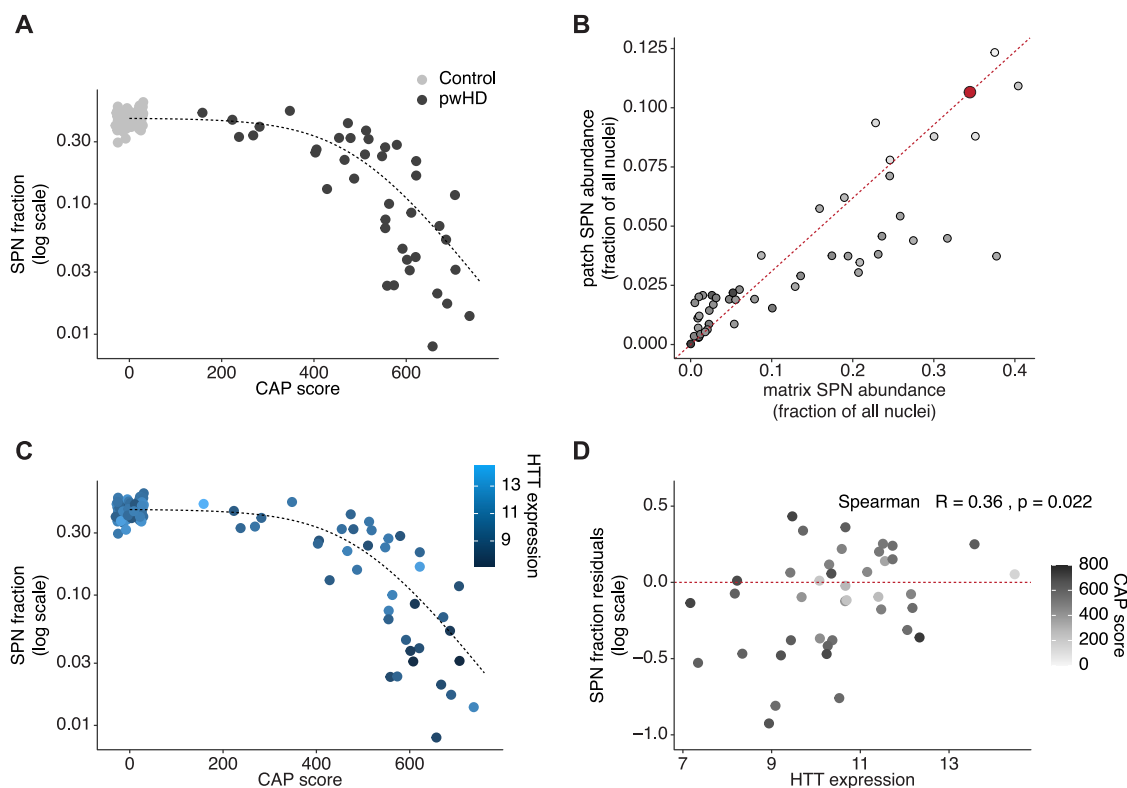 A
Control
pwHD
0.30
0.10
0.03
0.01
SPN fraction
(log scale)
0
200
400
600
CAP score
B
0.125
0.100
0.075
0.050
0.025
0.000
patch SPN abundance
(fraction of all nuclei)
0.0
0.1
0.2
0.3
0.4
matrix SPN abundance
(fraction of all nuclei)
C
HTT expression
13
11
9
0.30
0.10
0.03
0.01
SPN fraction
(log scale)
0
200
400
600
CAP score
D
Spearman R = 0.36 , p = 0.022
0.5
0.0
−0.5
−1.0
SPN fraction residuals
(log scale)
7
9
11
13
HTT expression
800
600
400
200
0
CAP score